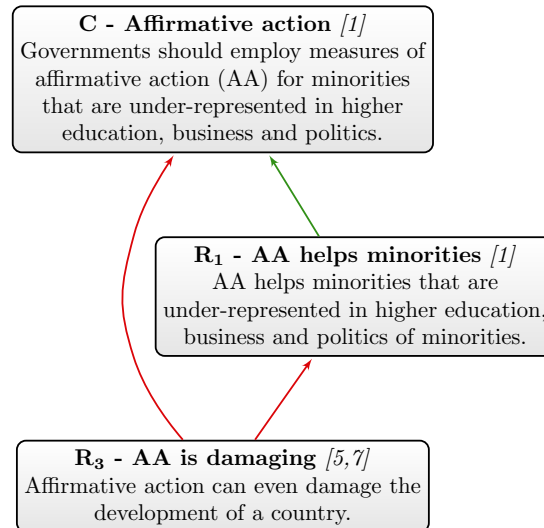 C - Affirmative action [1]
Governments should employ measures of
affirmative action (AA) for minorities
that are under-represented in higher
education, business and politics.
R₁ - AA helps minorities [1]
AA helps minorities that are
under-represented in higher education,
business and politics of minorities.
R₃ - AA is damaging [5,7]
Affirmative action can even damage the
development of a country.